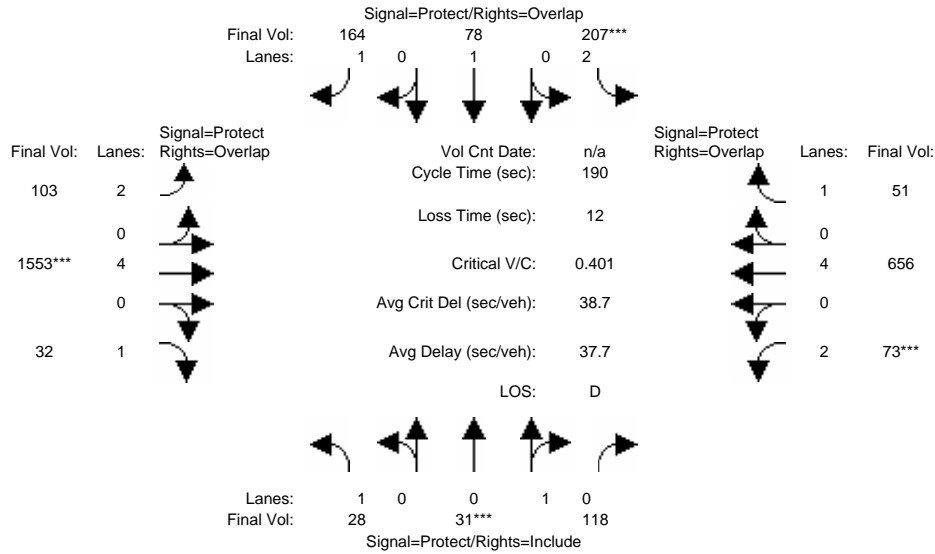 Signal=Protect/Rights=Overlap
Final Vol: 164 78 207***
Lanes: 1 0 1 0 2
Signal=Protect Signal=Protect
Final Vol: Lanes: Rights=Overlap Vol Cnt Date: n/a Rights=Overlap Lanes: Final Vol:
Cycle Time (sec): 190
103 2 1 51
Loss Time (sec): 12
0 0
1553*** 4 Critical V/C: 0.401 4 656
0 Avg Crit Del (sec/veh): 38.7 0
32 1 Avg Delay (sec/veh): 37.7 2 73***
LOS: D
Lanes: 1 0 0 1 0
Final Vol: 28 31*** 118
Signal=Protect/Rights=Include